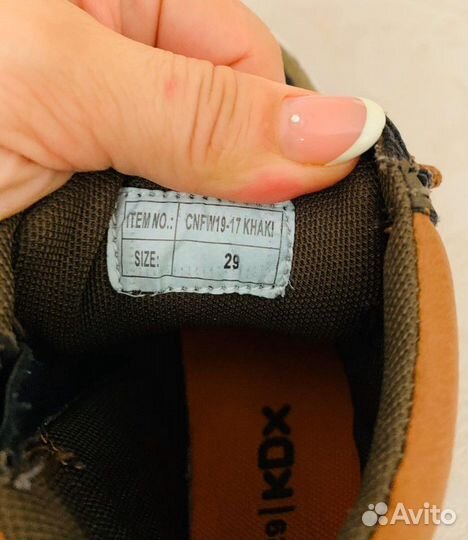 ITEM NO.: CNFW19-17 KHAKI
SIZE: 29
KDX
Avito